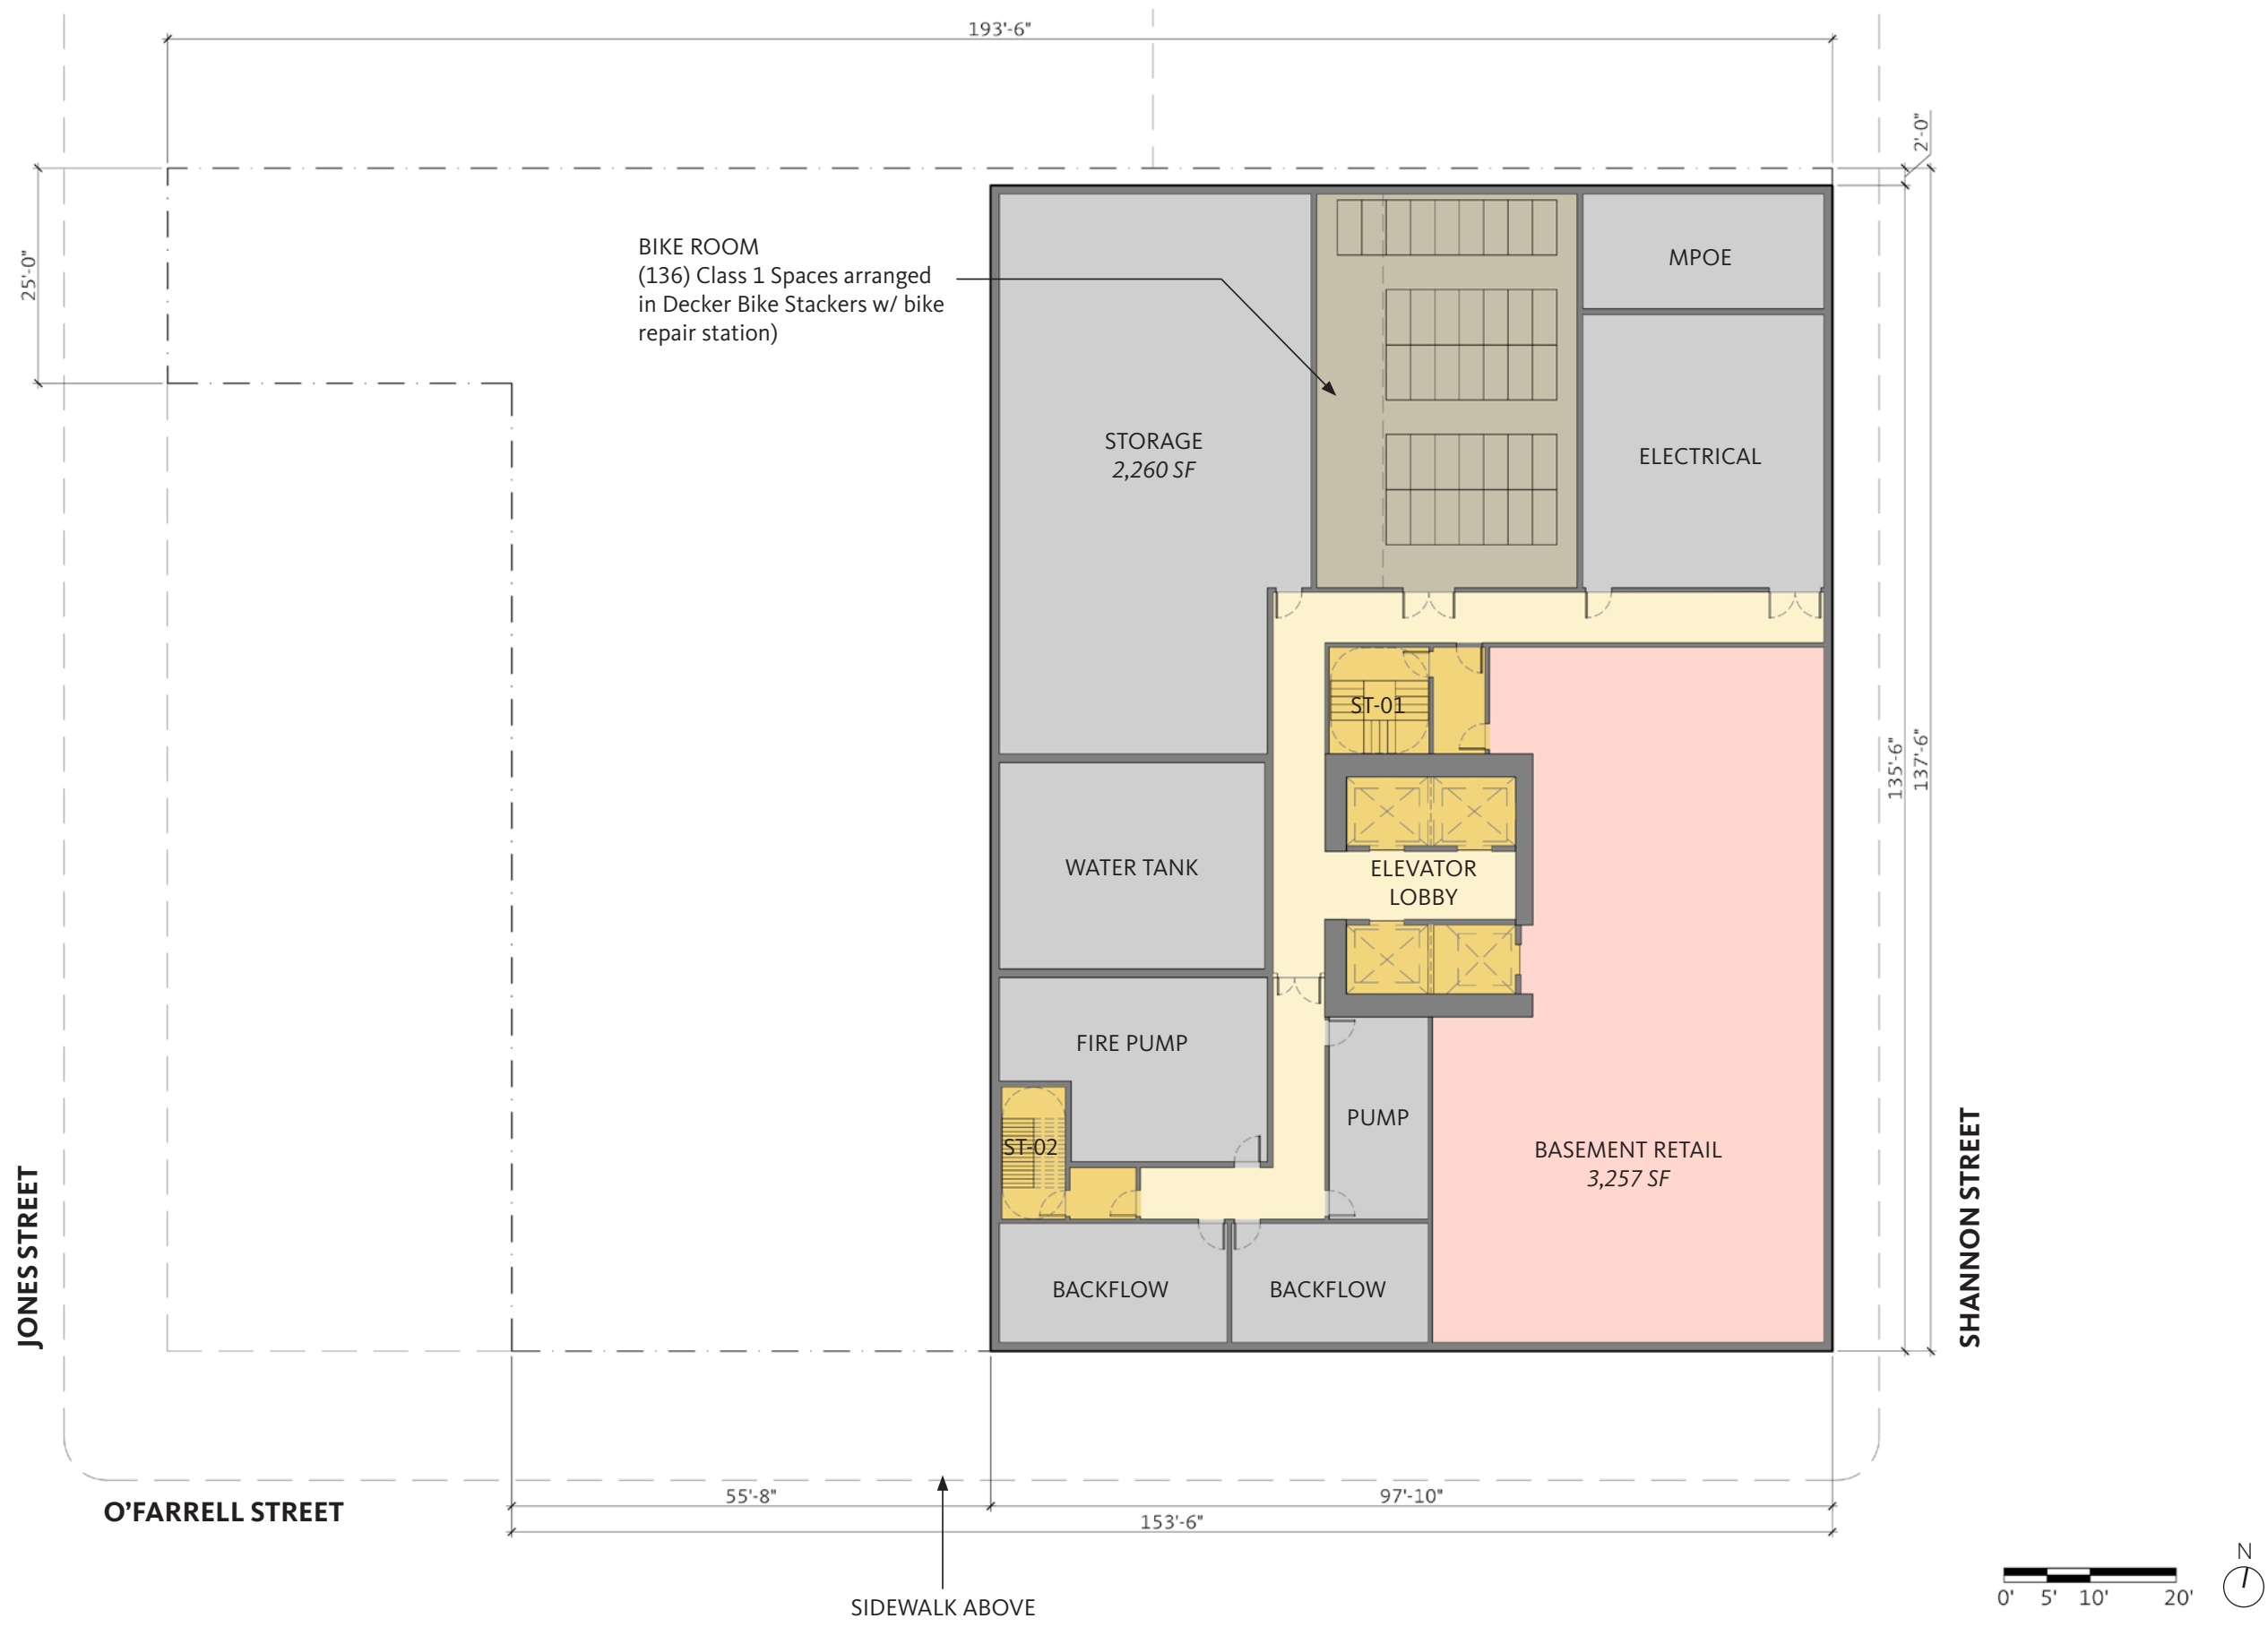 193'-6"
2'-0"
25'-0"
BIKE ROOM
(136) Class 1 Spaces arranged
in Decker Bike Stackers w/ bike
repair station)
MPOE
STORAGE
2,260 SF
ELECTRICAL
ST-01
135'-6"
137'-6"
WATER TANK
ELEVATOR
LOBBY
FIRE PUMP
PUMP
ST-02
BASEMENT RETAIL
3,257 SF
JONES STREET
SHANNON STREET
BACKFLOW
BACKFLOW
O'FARRELL STREET
55'-8"
97'-10"
153'-6"
SIDEWALK ABOVE
N
0' 5' 10' 20'